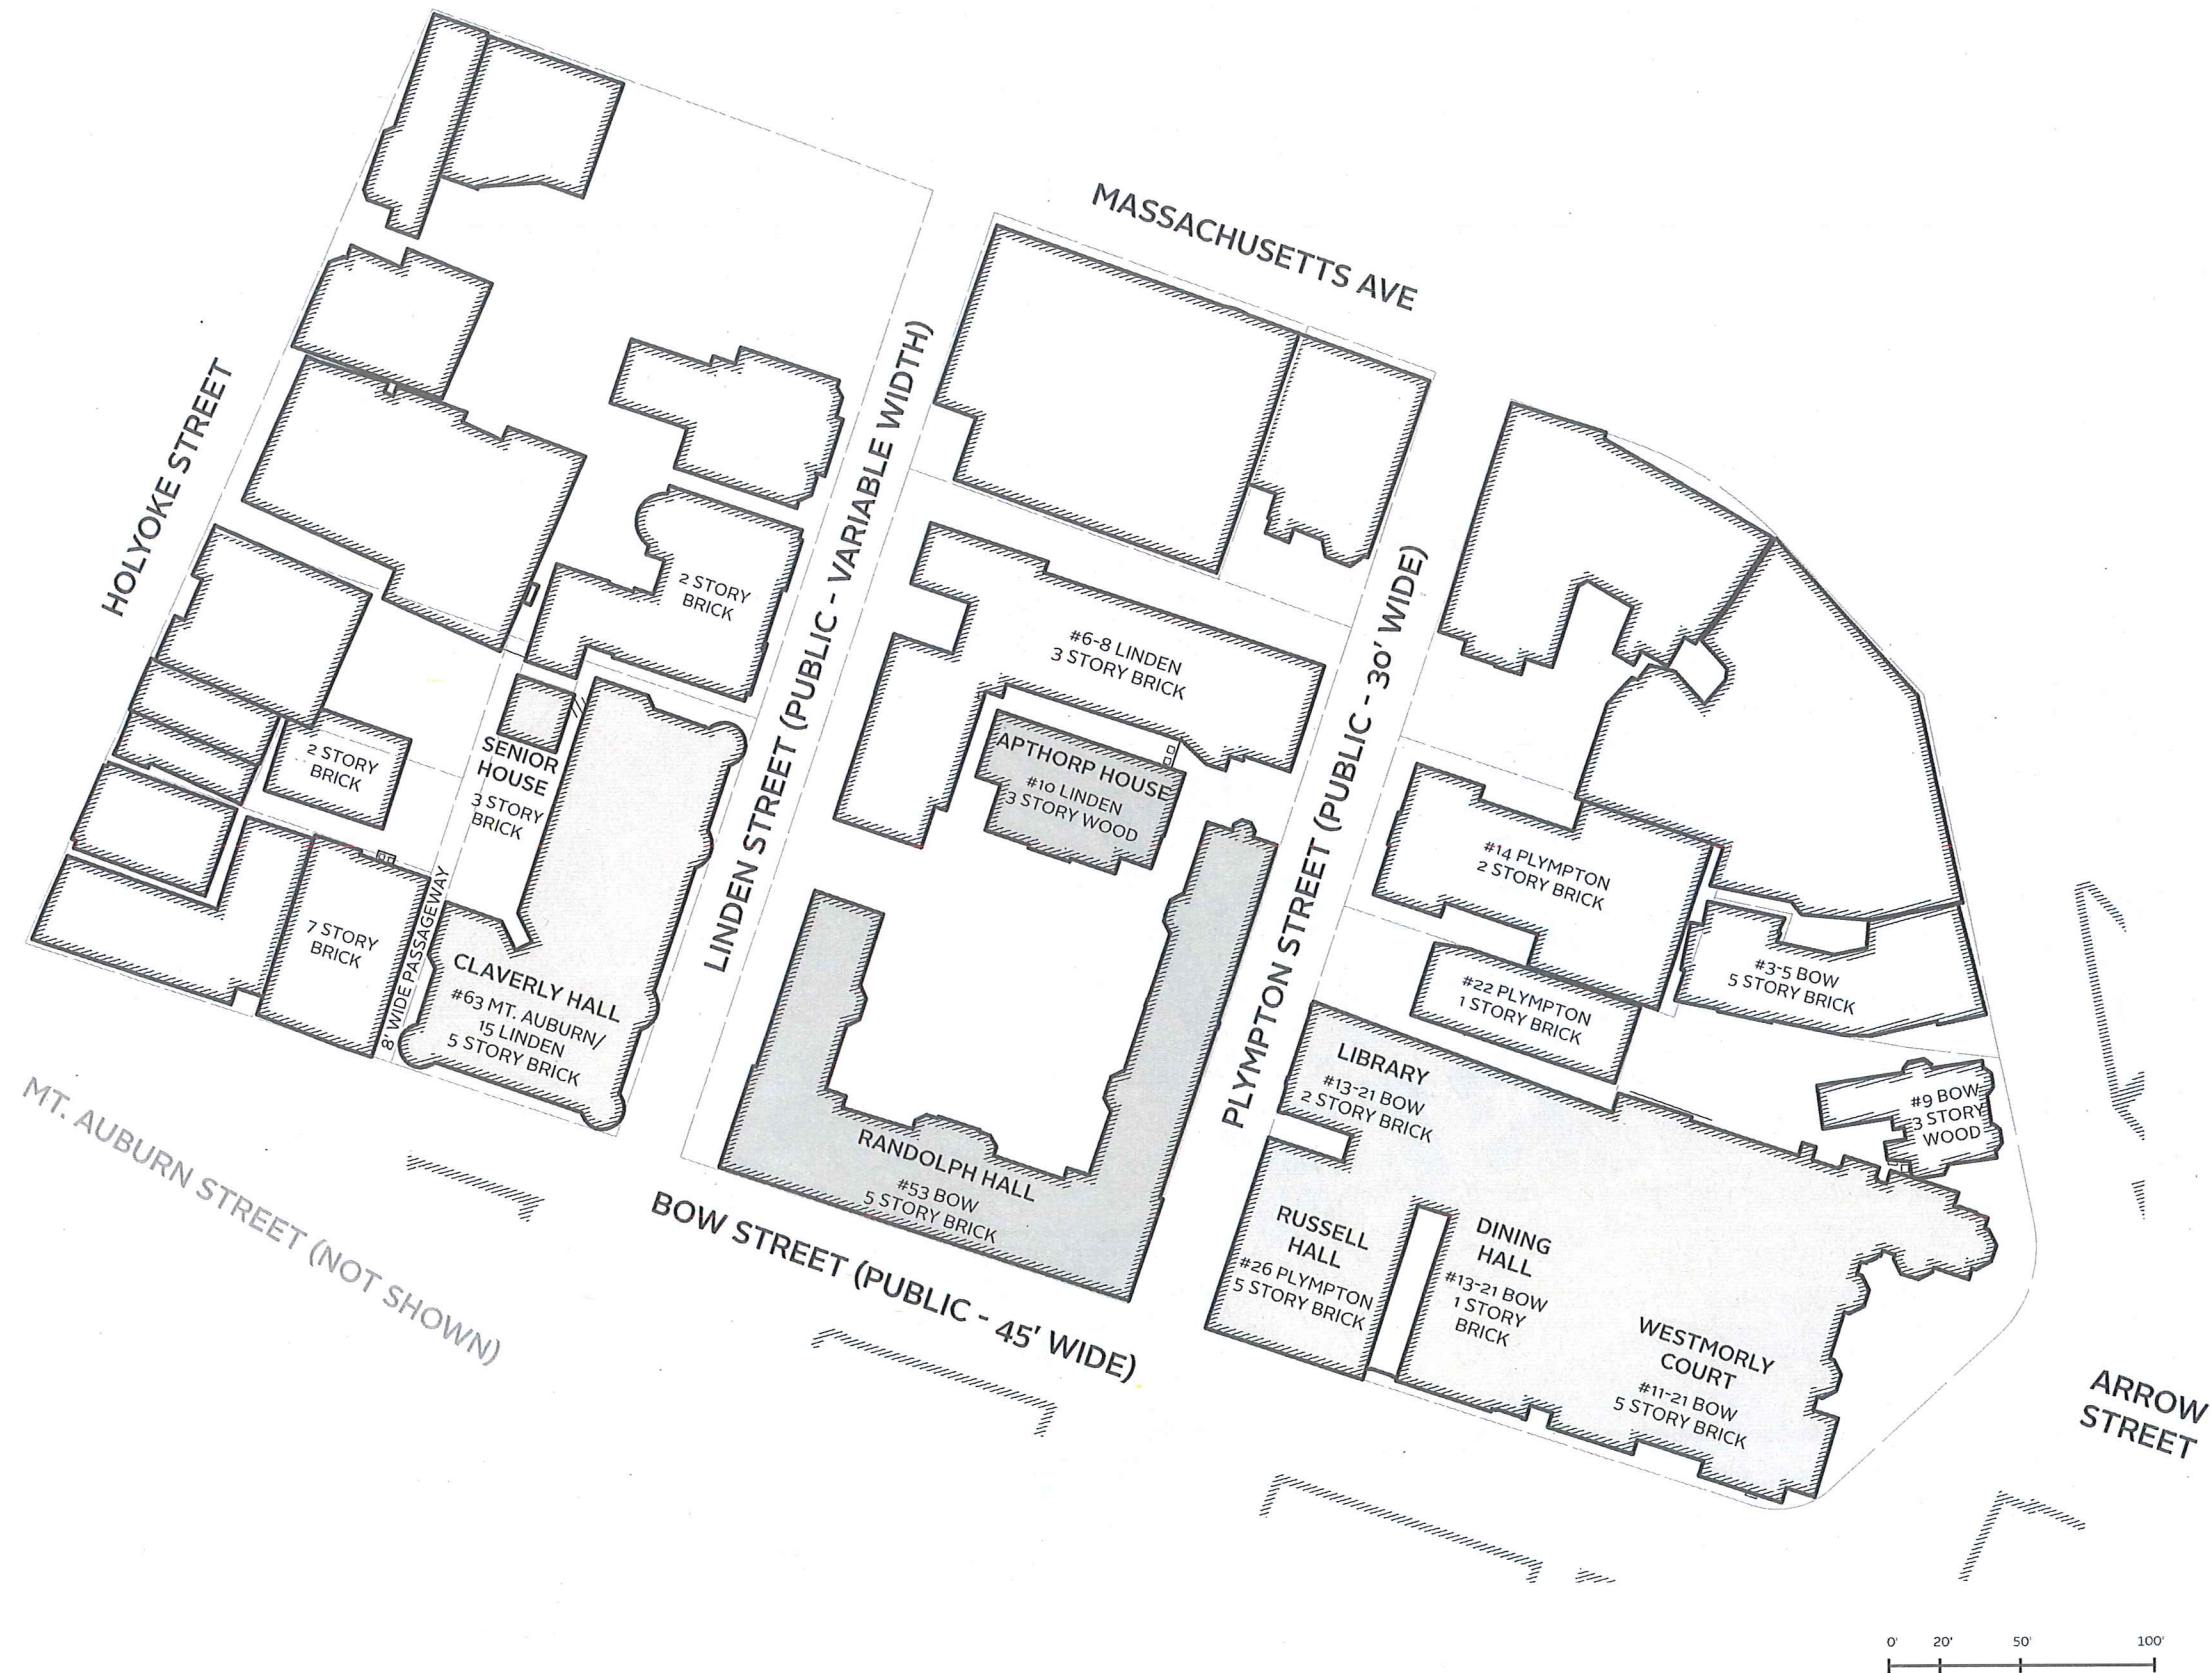 MASSACHUSETTS AVE
HOLYOKE STREET
LINDEN STREET (PUBLIC - VARIABLE WIDTH)
PLYMPTON STREET (PUBLIC - 30' WIDE)
2 STORY
BRICK
#6-8 LINDEN
3 STORY BRICK
APTHORP HOUSE
#10 LINDEN
3 STORY WOOD
SENIOR
HOUSE
3 STORY
BRICK
2 STORY
BRICK
7 STORY
BRICK
8' WIDE PASSAGEWAY
CLAVERLY HALL
#63 MT. AUBURN/
15 LINDEN
5 STORY BRICK
#14 PLYMPTON
2 STORY BRICK
#22 PLYMPTON
1 STORY BRICK
#3-5 BOW
5 STORY BRICK
#9 BOW
3 STORY
WOOD
LIBRARY
#13-21 BOW
2 STORY BRICK
RANDOLPH HALL
#53 BOW
5 STORY BRICK
RUSSELL
HALL
#26 PLYMPTON
5 STORY BRICK
DINING
HALL
#13-21 BOW
1 STORY
BRICK
WESTMORLY
COURT
#11-21 BOW
5 STORY BRICK
MT. AUBURN STREET (NOT SHOWN)
BOW STREET (PUBLIC - 45' WIDE)
ARROW
STREET
0' 20' 50' 100'